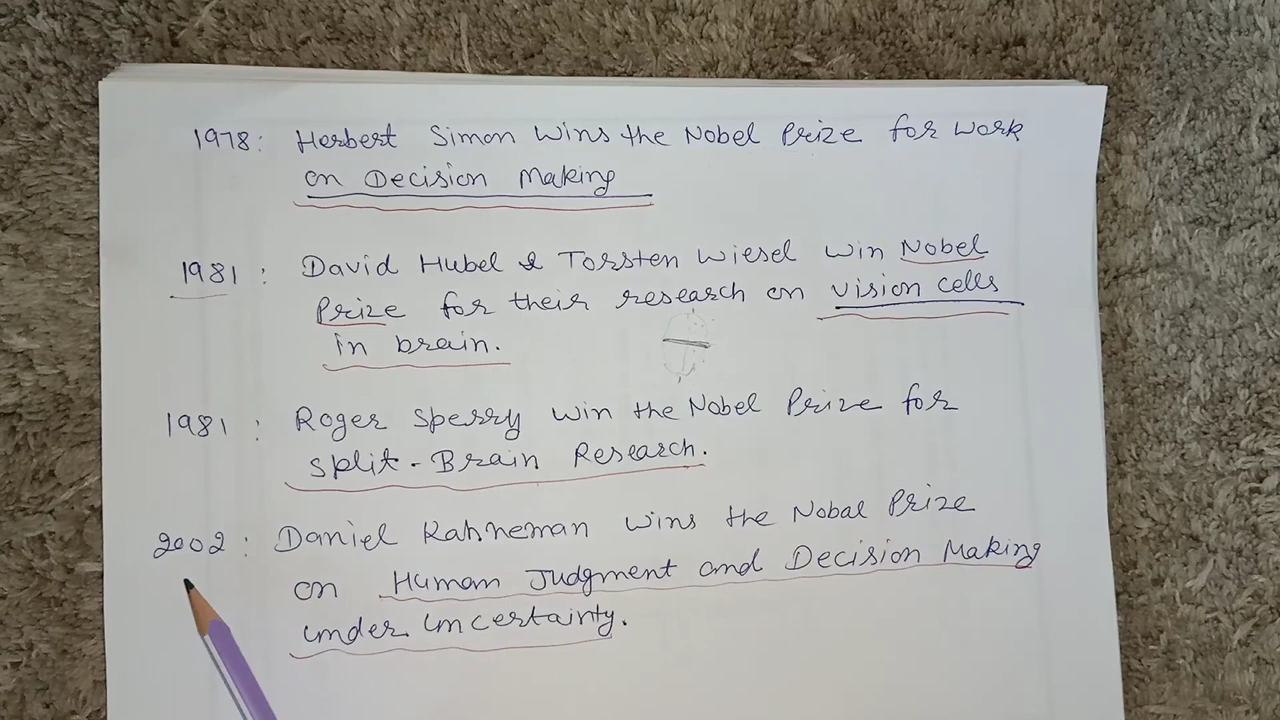 1978: Herbert Simon wins the Nobel Prize for work
on Decision Making
1981: David Hubel & Torsten Wiesel win Nobel
Prize for their research on vision cells
in brain.
1981: Roger Sperry win the Nobel Prize for
split-Brain Research.
2002: Daniel Kahneman wins the Nobal Prize
on Human Judgment and Decision Making
under uncertainty.